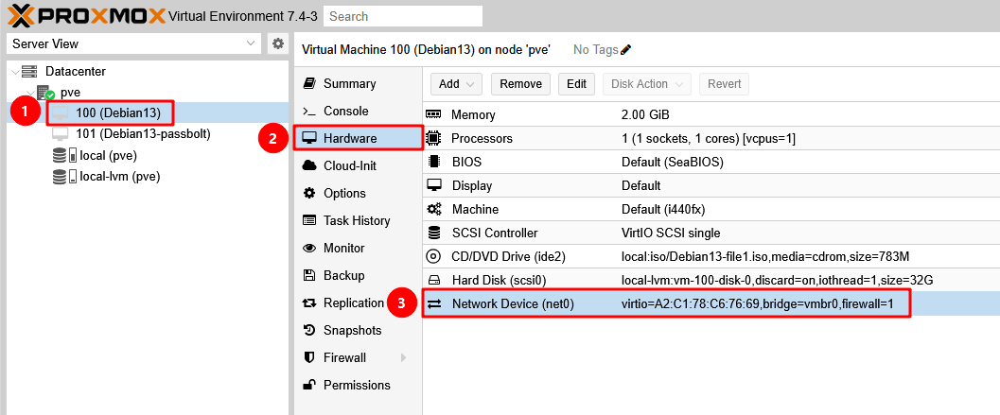 PROXMOX Virtual Environment 7.4-3 Search
Server View
Virtual Machine 100 (Debian13) on node 'pve' No Tags
Datacenter
pve
1 100 (Debian13)
101 (Debian13-passbolt)
local (pve)
local-lvm (pve)
Summary
Console
2 Hardware
Cloud-Init
Options
Task History
Monitor
Backup
Replication
Snapshots
Firewall
Permissions
Add Remove Edit Disk Action Revert
Memory 2.00 GiB
Processors 1 (1 sockets, 1 cores) [vcpus=1]
BIOS Default (SeaBIOS)
Display Default
Machine Default (i440fx)
SCSI Controller VirtIO SCSI single
CD/DVD Drive (ide2) local:iso/Debian13-file1.iso,media=cdrom,size=783M
Hard Disk (scsi0) local-lvm:vm-100-disk-0,discard=on,iothread=1,size=32G
3 Network Device (net0) virtio=A2:C1:78:C6:76:69,bridge=vmbr0,firewall=1